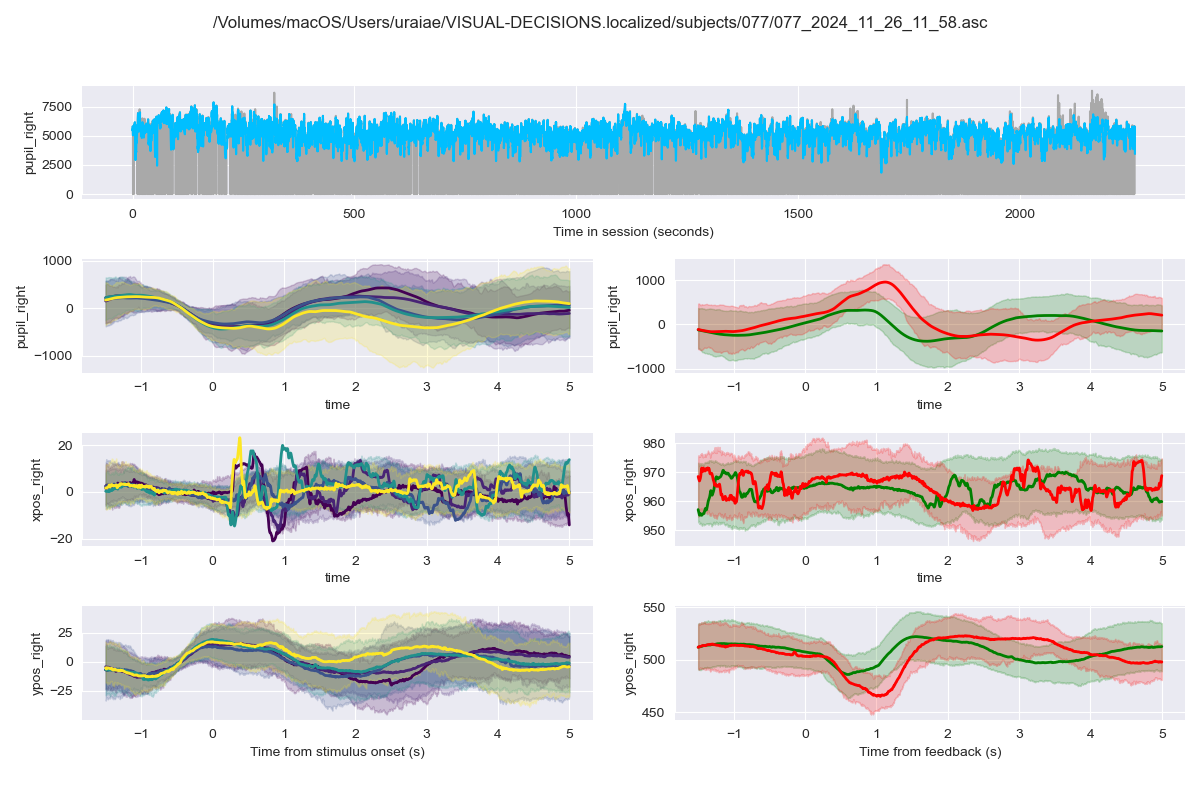 /Volumes/macOS/Users/uraiae/VISUAL-DECISIONS.localized/subjects/077/077_2024_11_26_11_58.asc
pupil_right
7500
5000
2500
0
0 500 1000 1500 2000
Time in session (seconds)
pupil_right
1000
0
−1000
−1 0 1 2 3 4 5
time
pupil_right
1000
0
−1000
−1 0 1 2 3 4 5
time
xpos_right
20
0
−20
−1 0 1 2 3 4 5
time
xpos_right
980
970
960
950
−1 0 1 2 3 4 5
time
ypos_right
25
0
−25
−1 0 1 2 3 4 5
Time from stimulus onset (s)
ypos_right
550
500
450
−1 0 1 2 3 4 5
Time from feedback (s)